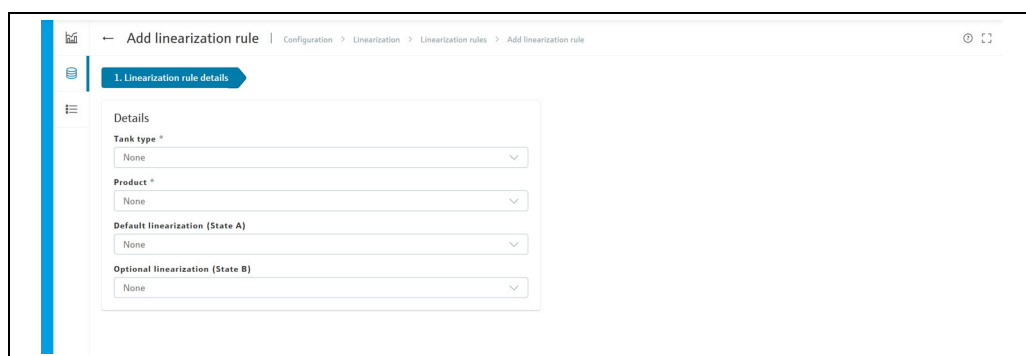 ← Add linearization rule | Configuration > Linearization > Linearization rules > Add linearization rule
1. Linearization rule details
Details
Tank type *
None
Product *
None
Default linearization (State A)
None
Optional linearization (State B)
None